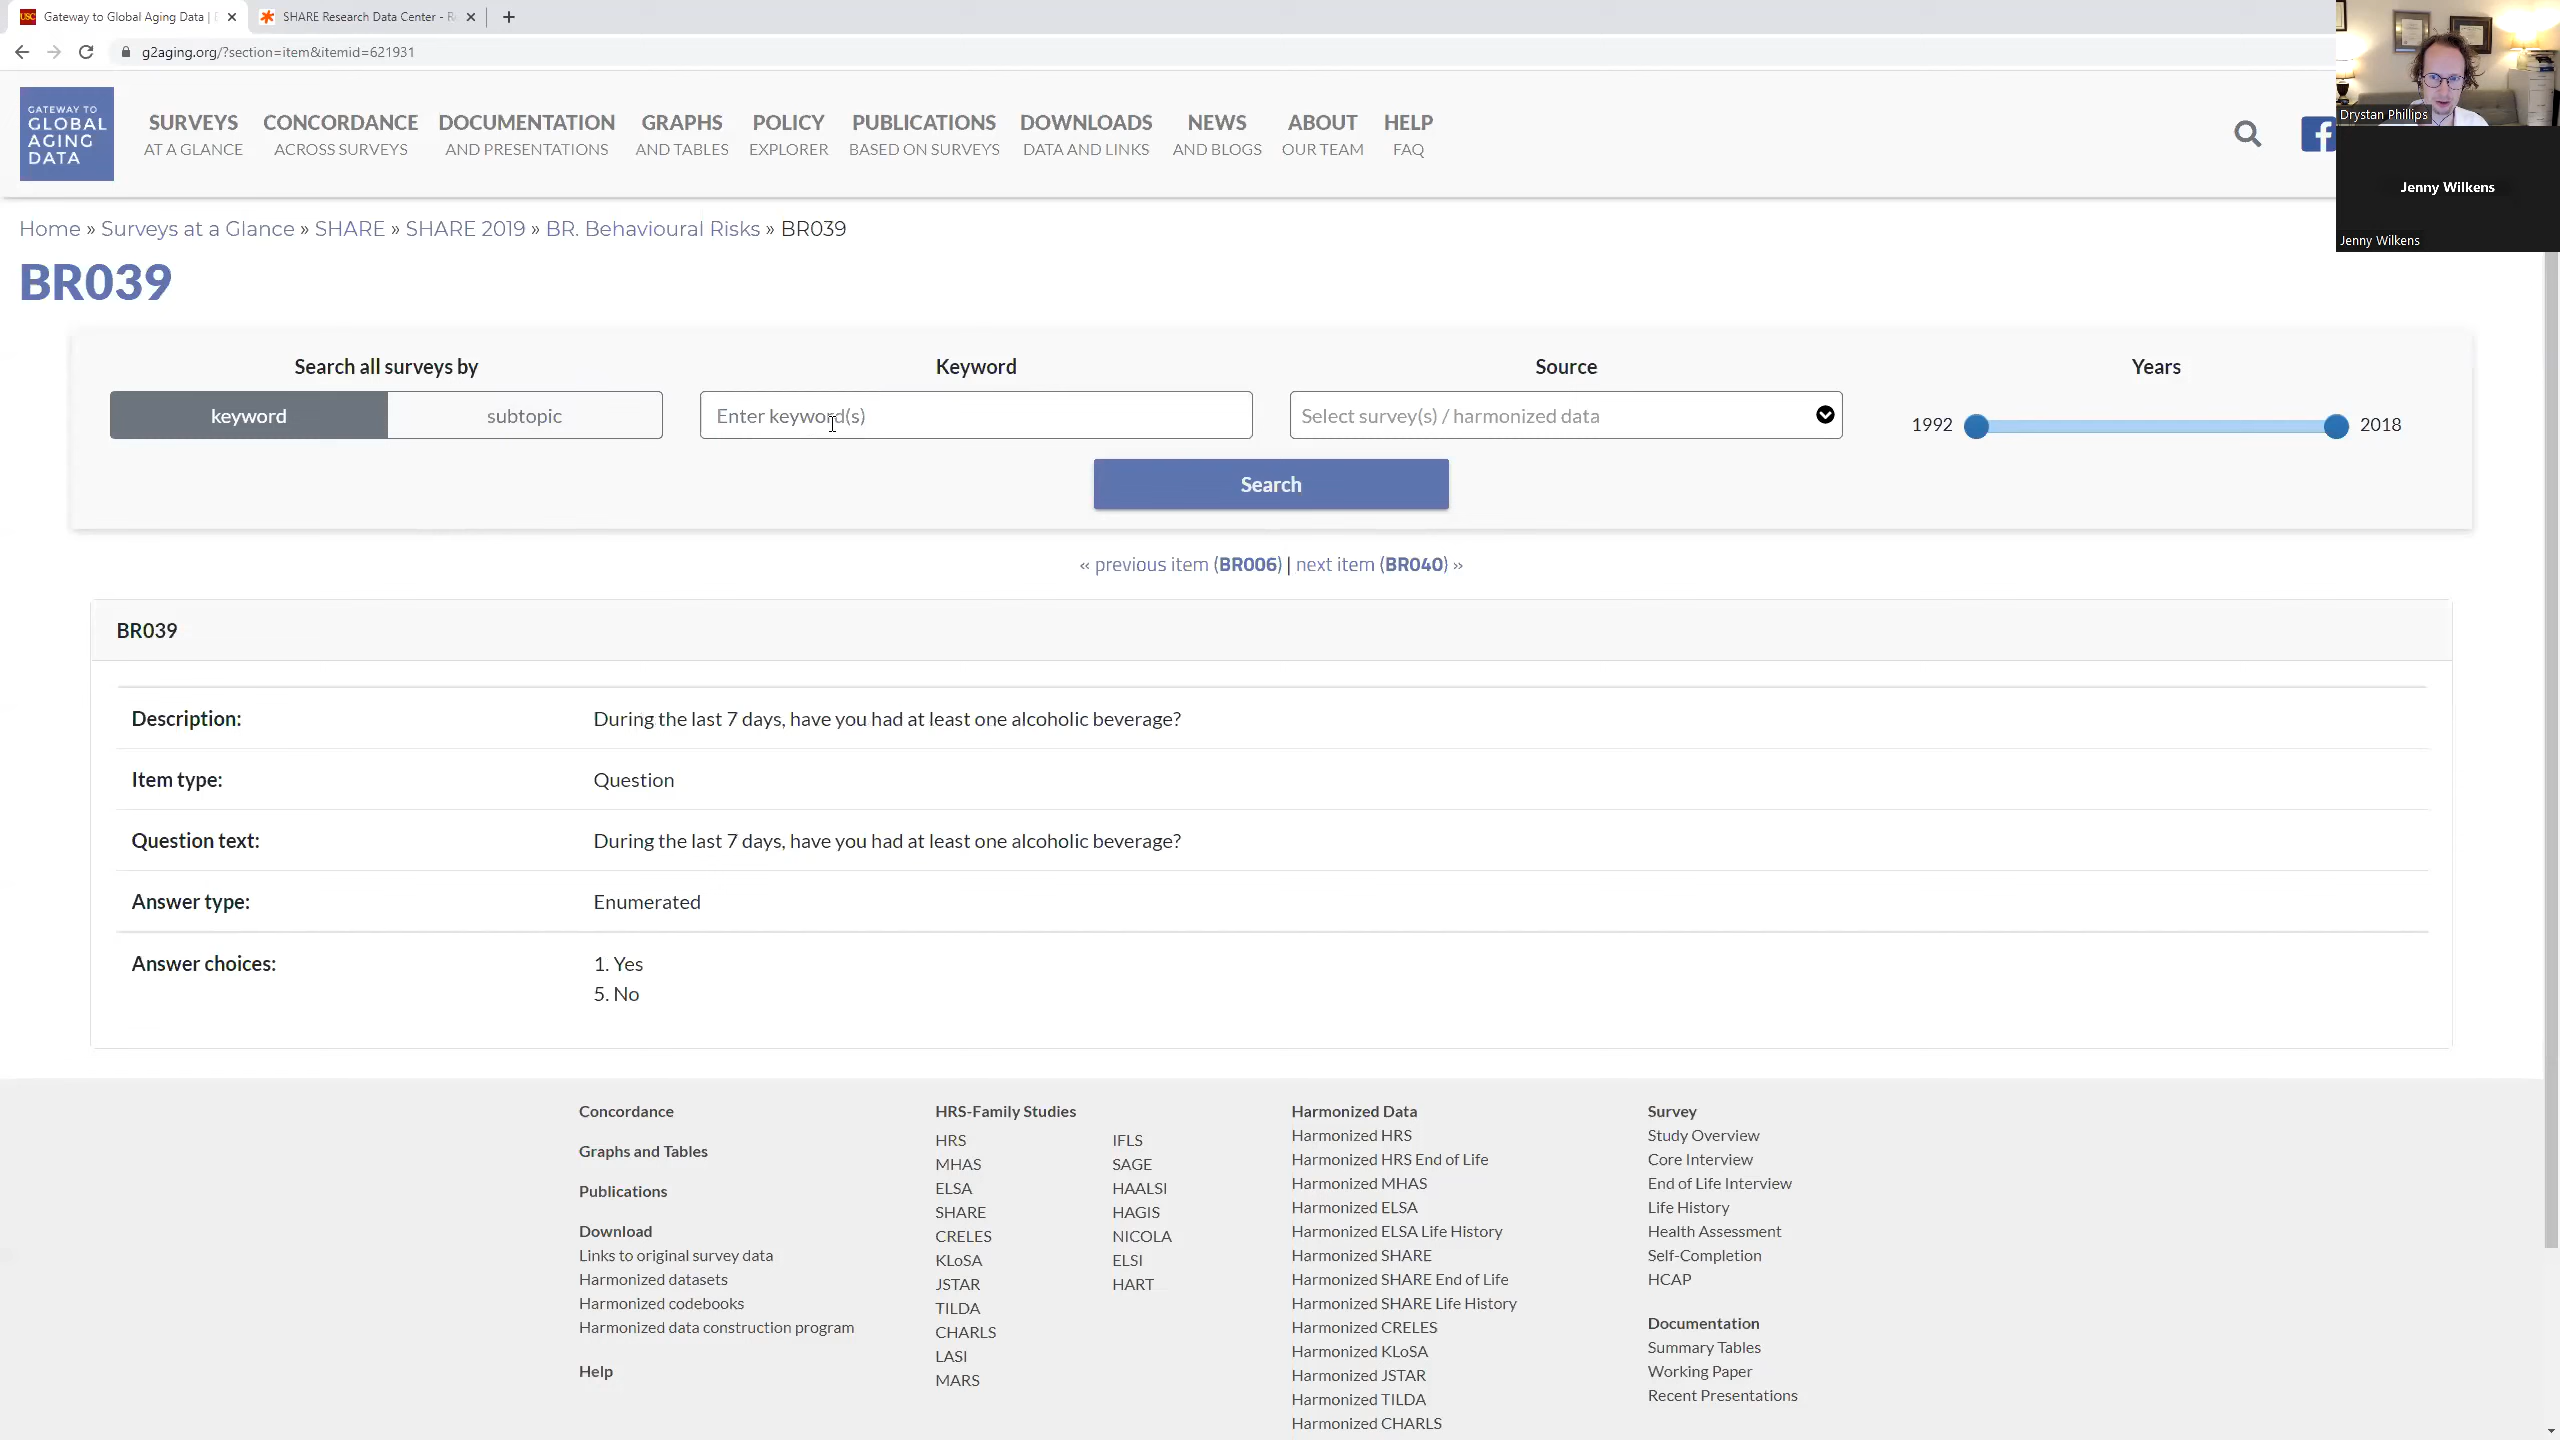 Gateway to Global Aging Data |
SHARE Research Data Center -
g2aging.org/?section=item&itemid=621931
GATEWAY TO
GLOBAL
AGING
DATA
SURVEYS
AT A GLANCE
CONCORDANCE
ACROSS SURVEYS
DOCUMENTATION
AND PRESENTATIONS
GRAPHS
AND TABLES
POLICY
EXPLORER
PUBLICATIONS
BASED ON SURVEYS
DOWNLOADS
DATA AND LINKS
NEWS
AND BLOGS
ABOUT
OUR TEAM
HELP
FAQ
Drystan Phillips
Jenny Wilkens
Jenny Wilkens
Home » Surveys at a Glance » SHARE » SHARE 2019 » BR. Behavioural Risks » BR039
BR039
Search all surveys by
keyword
subtopic
Keyword
Enter keyword(s)
Source
Select survey(s) / harmonized data
Years
1992
2018
Search
« previous item (BR006) | next item (BR040) »
BR039
Description: During the last 7 days, have you had at least one alcoholic beverage?
Item type: Question
Question text: During the last 7 days, have you had at least one alcoholic beverage?
Answer type: Enumerated
Answer choices: 1. Yes
5. No
Concordance
Graphs and Tables
Publications
Download
Links to original survey data
Harmonized datasets
Harmonized codebooks
Harmonized data construction program
Help
HRS-Family Studies
HRS
MHAS
ELSA
SHARE
CRELES
KLoSA
JSTAR
TILDA
CHARLS
LASI
MARS
IFLS
SAGE
HAALSI
HAGIS
NICOLA
ELSI
HART
Harmonized Data
Harmonized HRS
Harmonized HRS End of Life
Harmonized MHAS
Harmonized ELSA
Harmonized ELSA Life History
Harmonized SHARE
Harmonized SHARE End of Life
Harmonized SHARE Life History
Harmonized CRELES
Harmonized KLoSA
Harmonized JSTAR
Harmonized TILDA
Harmonized CHARLS
Survey
Study Overview
Core Interview
End of Life Interview
Life History
Health Assessment
Self-Completion
HCAP
Documentation
Summary Tables
Working Paper
Recent Presentations